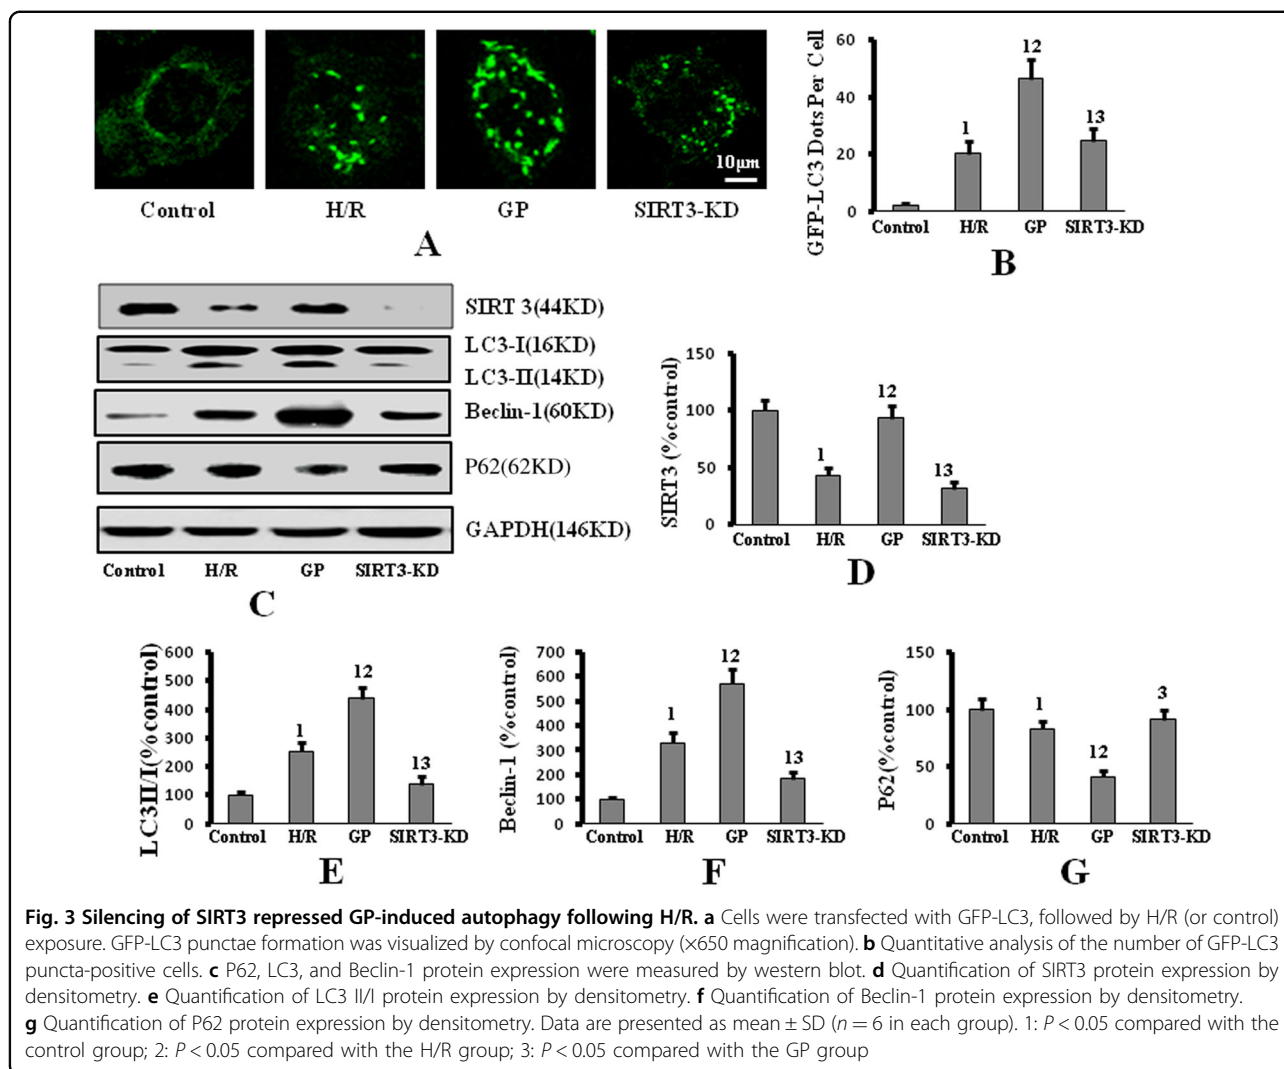 10μm
Control
H/R
GP
SIRT3-KD
A
GFP-LC3 Dots Per Cell
60
40
20
0
1
12
13
Control
H/R
GP
SIRT3-KD
B
SIRT 3(44KD)
LC3-I(16KD)
LC3-II(14KD)
Beclin-1(60KD)
P62(62KD)
GAPDH(146KD)
Control
H/R
GP
SIRT3-KD
C
SIRT3 (%control)
150
100
50
0
1
12
13
Control
H/R
GP
SIRT3-KD
D
LC3II/I(%control)
600
500
400
300
200
100
0
1
12
13
Control
H/R
GP
SIRT3-KD
E
Beclin-1 (%control)
700
600
500
400
300
200
100
0
1
12
13
Control
H/R
GP
SIRT3-KD
F
P62(%control)
150
100
50
0
1
12
3
Control
H/R
GP
SIRT3-KD
G
Fig. 3 Silencing of SIRT3 repressed GP-induced autophagy following H/R. a Cells were transfected with GFP-LC3, followed by H/R (or control)
exposure. GFP-LC3 punctae formation was visualized by confocal microscopy (×650 magnification). b Quantitative analysis of the number of GFP-LC3
puncta-positive cells. c P62, LC3, and Beclin-1 protein expression were measured by western blot. d Quantification of SIRT3 protein expression by
densitometry. e Quantification of LC3 II/I protein expression by densitometry. f Quantification of Beclin-1 protein expression by densitometry.
g Quantification of P62 protein expression by densitometry. Data are presented as mean ± SD (n = 6 in each group). 1: P < 0.05 compared with the
control group; 2: P < 0.05 compared with the H/R group; 3: P < 0.05 compared with the GP group